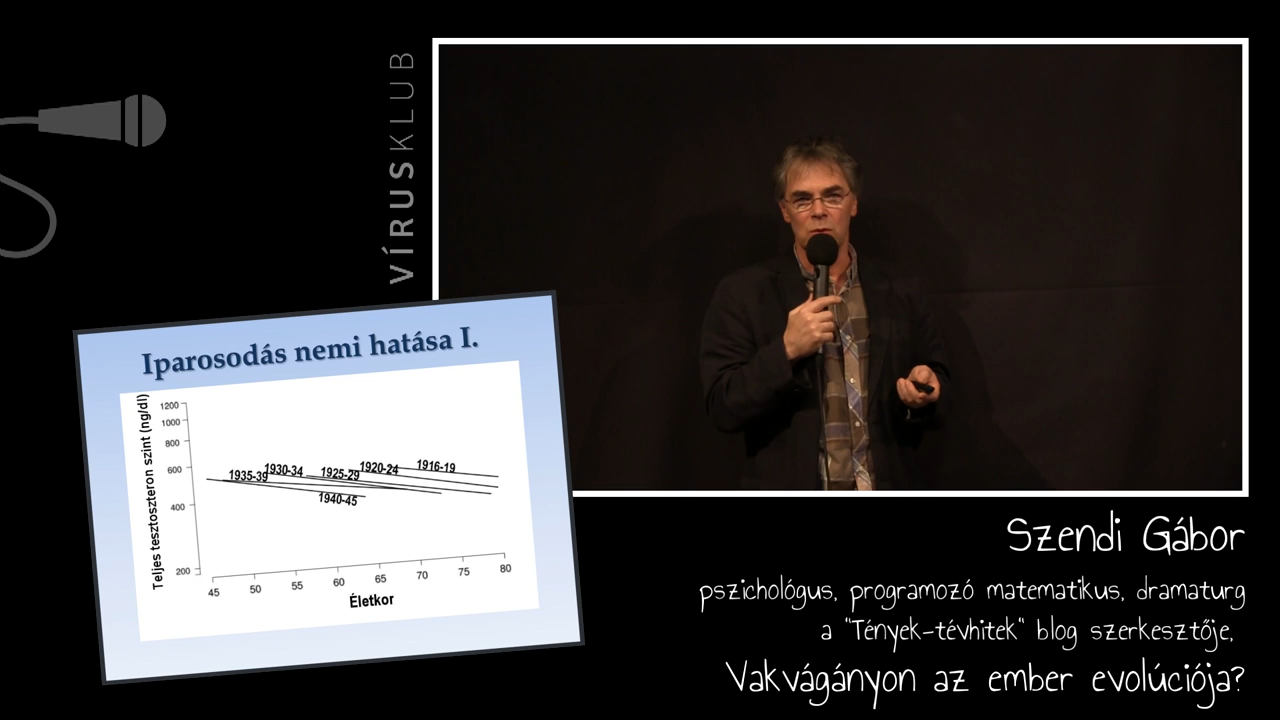 VÍRUSKLUB
Iparosodás nemi hatása I.
Teljes tesztoszteron szint (ng/dl)
1200
1000
800
600
400
200
1935-39
1930-34
1925-29
1920-24
1916-19
1940-45
45 50 55 60 65 70 75 80
Életkor
Szendi Gábor
pszichológus, programozó matematikus, dramaturg
a "Tények-tévhitek" blog szerkesztője,
Vakvágányon az ember evolúciója?